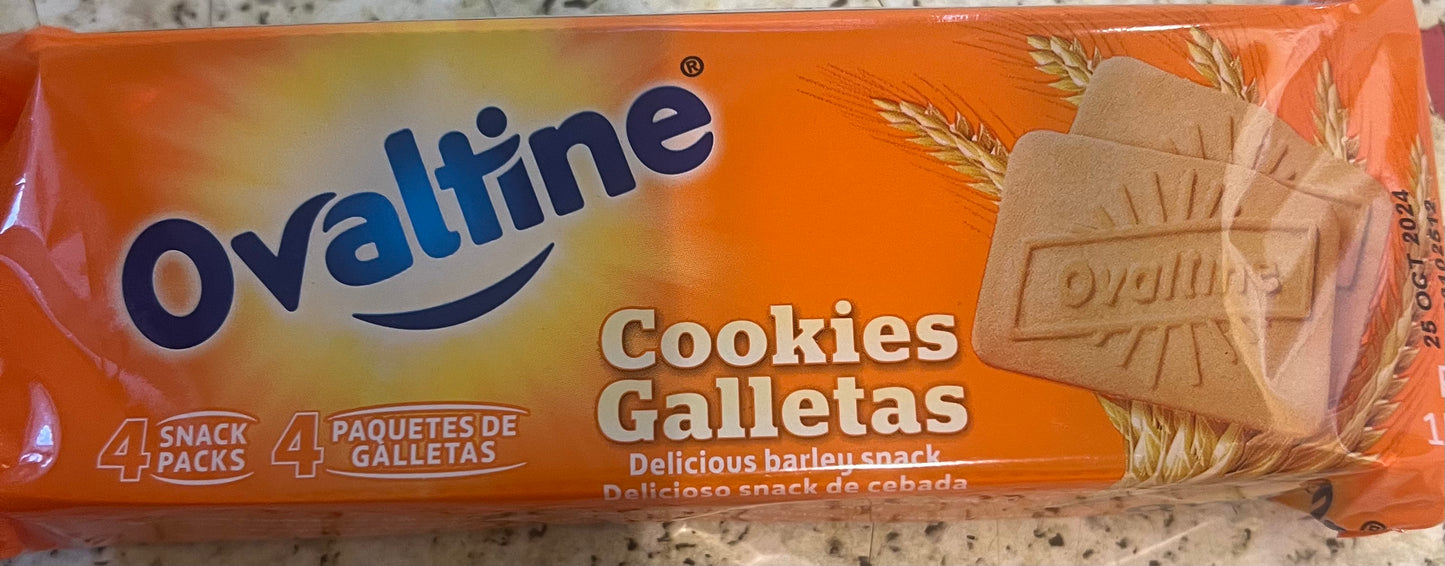 Ovaltine®
4 SNACK PACKS
4 PAQUETES DE GALLETAS
Cookies
Galletas
Delicious barley snack
Delicioso snack de cebada
Ovaltine
25 OCT 2024